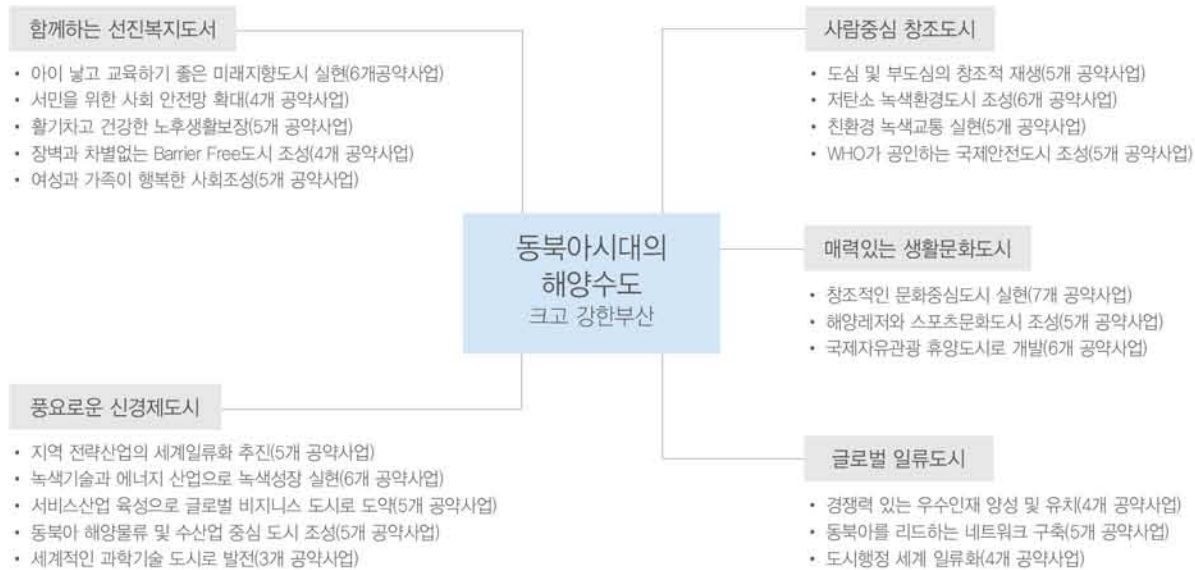 함께하는 선진복지도서
• 아이 낳고 교육하기 좋은 미래지향도시 실현(6개공약사업)
• 서민을 위한 사회 안전망 확대(4개 공약사업)
• 활기차고 건강한 노후생활보장(5개 공약사업)
• 장벽과 차별없는 Barrier Free도시 조성(4개 공약사업)
• 여성과 가족이 행복한 사회조성(5개 공약사업)
사람중심 창조도시
• 도심 및 부도심의 창조적 재생(5개 공약사업)
• 저탄소 녹색환경도시 조성(6개 공약사업)
• 친환경 녹색교통 실현(5개 공약사업)
• WHO가 공인하는 국제안전도시 조성(5개 공약사업)
동북아시대의
해양수도
크고 강한부산
매력있는 생활문화도시
• 창조적인 문화중심도시 실현(7개 공약사업)
• 해양레저와 스포츠문화도시 조성(5개 공약사업)
• 국제자유관광 휴양도시로 개발(6개 공약사업)
풍요로운 신경제도시
• 지역 전략산업의 세계일류화 추진(5개 공약사업)
• 녹색기술과 에너지 산업으로 녹색성장 실현(6개 공약사업)
• 서비스산업 육성으로 글로벌 비지니스 도시로 도약(5개 공약사업)
• 동북아 해양물류 및 수산업 중심 도시 조성(5개 공약사업)
• 세계적인 과학기술 도시로 발전(3개 공약사업)
글로벌 일류도시
• 경쟁력 있는 우수인재 양성 및 유치(4개 공약사업)
• 동북아를 리드하는 네트워크 구축(5개 공약사업)
• 도시행정 세계 일류화(4개 공약사업)